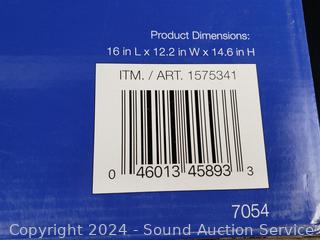 Product Dimensions:
16 in L x 12.2 in W x 14.6 in H
ITM. / ART. 1575341
0 46013 45893 3
7054
Copyright 2024 - Sound Auction Service